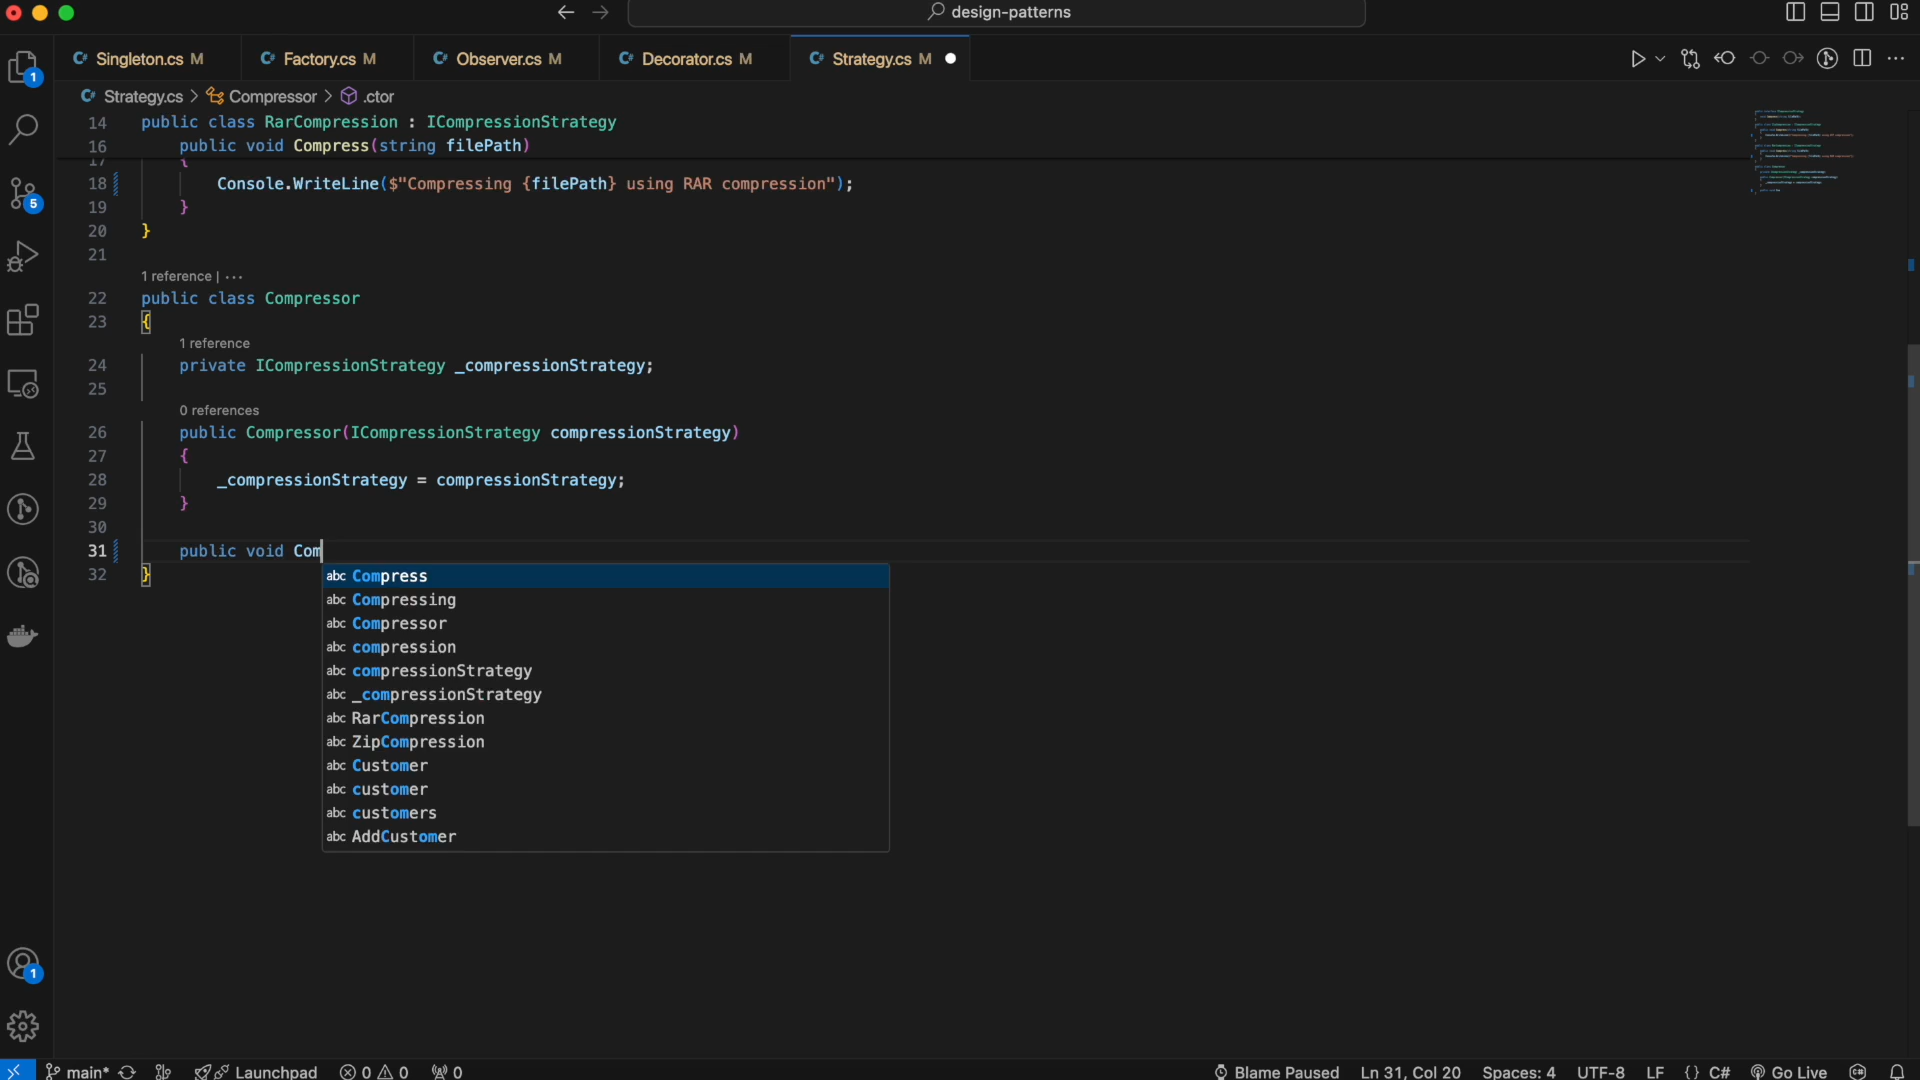 design-patterns
C# Singleton.cs M
C# Factory.cs M
C# Observer.cs M
C# Decorator.cs M
C# Strategy.cs M
C# Strategy.cs > Compressor > .ctor
14 public class RarCompression : ICompressionStrategy
16 public void Compress(string filePath)
17 {
18 Console.WriteLine($"Compressing {filePath} using RAR compression");
19 }
20 }
21
1 reference | ...
22 public class Compressor
23 {
1 reference
24 private ICompressionStrategy _compressionStrategy;
25
0 references
26 public Compressor(ICompressionStrategy compressionStrategy)
27 {
28 _compressionStrategy = compressionStrategy;
29 }
30
31 public void Com
32 }
abc Compress
abc Compressing
abc Compressor
abc compression
abc compressionStrategy
abc _compressionStrategy
abc RarCompression
abc ZipCompression
abc Customer
abc customer
abc customers
abc AddCustomer
1
5
1
main* Launchpad 0 0 0 Blame Paused Ln 31, Col 20 Spaces: 4 UTF-8 LF {} C# Go Live